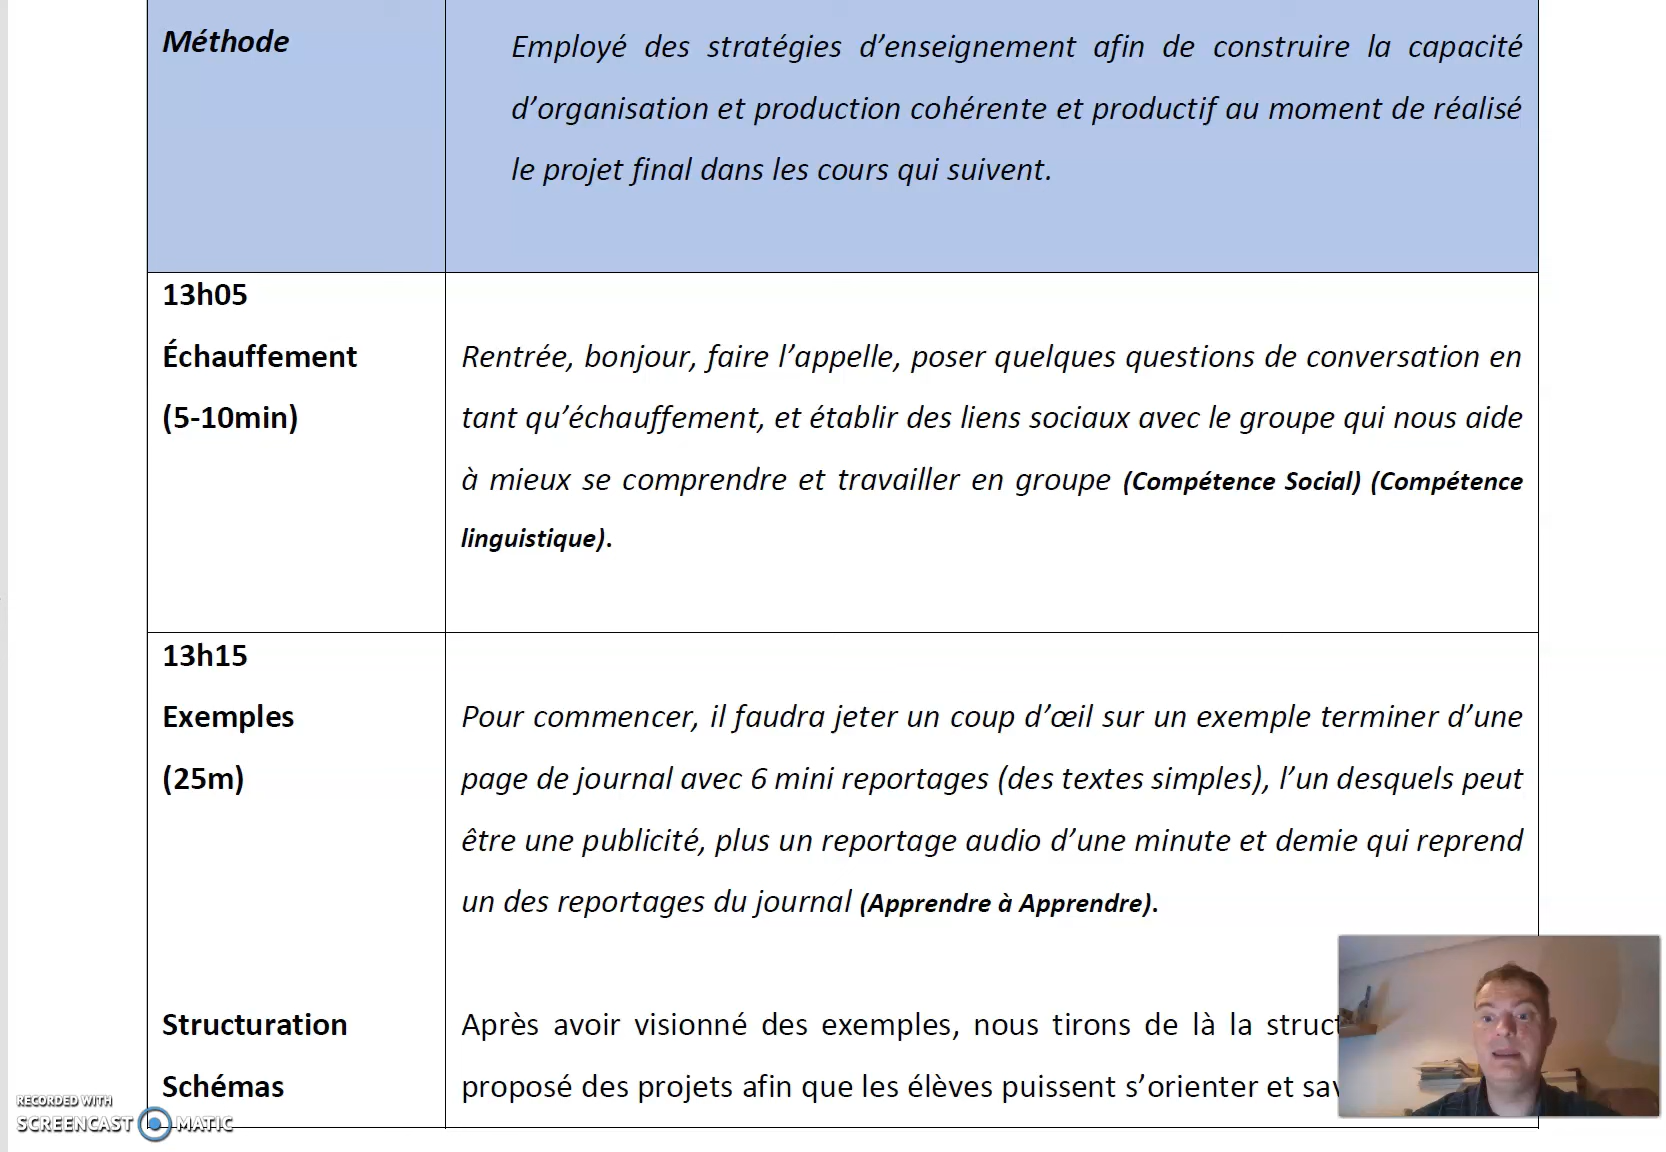 Méthode
Employé des stratégies d’enseignement afin de construire la capacité
d’organisation et production cohérente et productif au moment de réalisé
le projet final dans les cours qui suivent.
13h05
Échauffement
(5-10min)
Rentrée, bonjour, faire l’appelle, poser quelques questions de conversation en
tant qu’échauffement, et établir des liens sociaux avec le groupe qui nous aide
à mieux se comprendre et travailler en groupe (Compétence Social) (Compétence
linguistique).
13h15
Exemples
(25m)
Pour commencer, il faudra jeter un coup d’œil sur un exemple terminer d’une
page de journal avec 6 mini reportages (des textes simples), l’un desquels peut
être une publicité, plus un reportage audio d’une minute et demie qui reprend
un des reportages du journal (Apprendre à Apprendre).
Structuration
Schémas
Après avoir visionné des exemples, nous tirons de là la
proposé des projets afin que les élèves puissent s’orienter et
RECORDED WITH
SCREENCAST MATIC